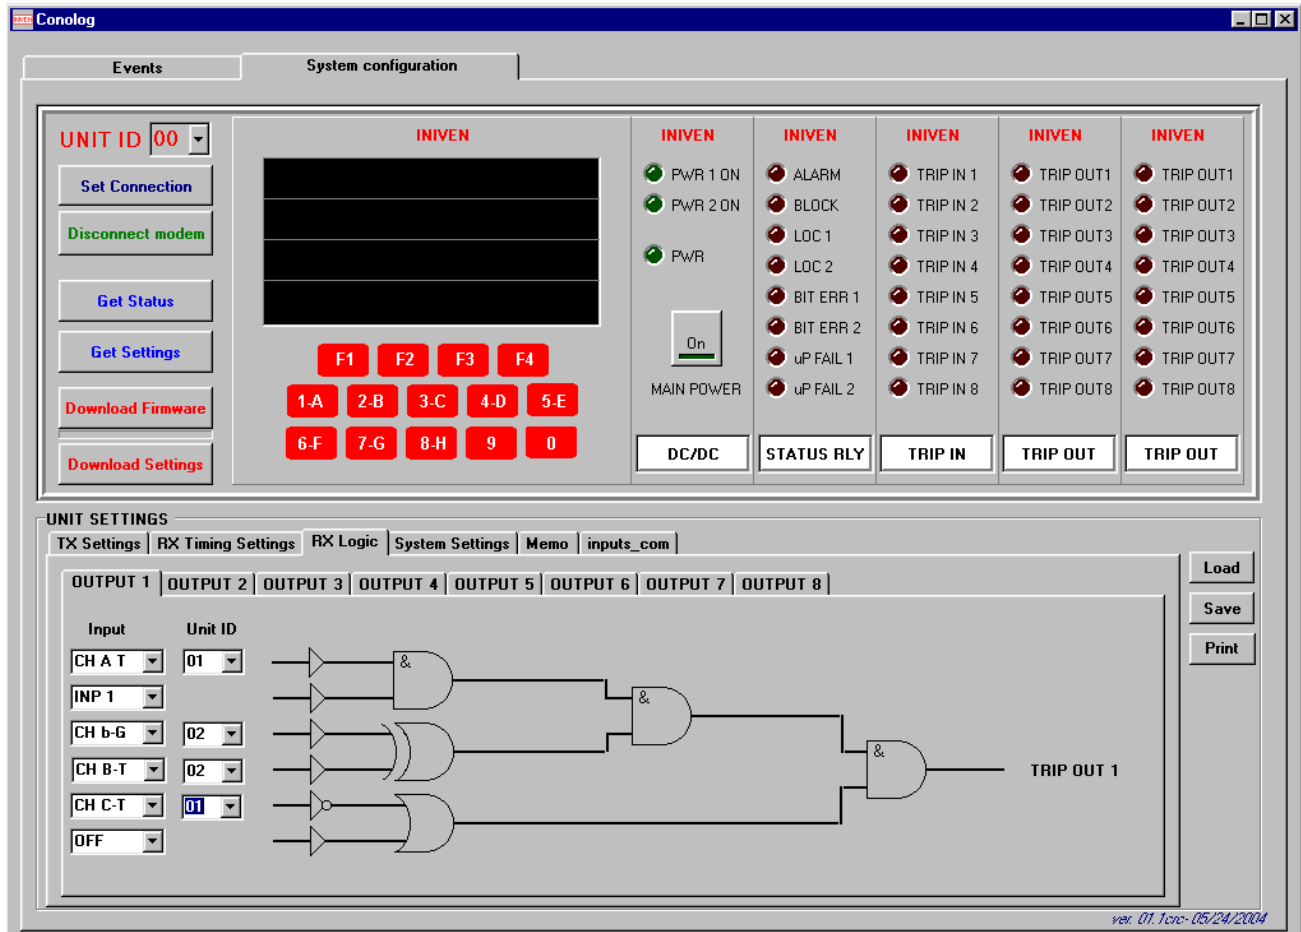 INIVEN Conolog
Events System configuration
UNIT ID 00
Set Connection
Disconnect modem
Get Status
Get Settings
Download Firmware
Download Settings
INIVEN
F1 F2 F3 F4
1-A 2-B 3-C 4-D 5-E
6-F 7-G 8-H 9 0
INIVEN
PWR 1 ON
PWR 2 ON
PWR
On
MAIN POWER
DC/DC
INIVEN
ALARM
BLOCK
LOC 1
LOC 2
BIT ERR 1
BIT ERR 2
uP FAIL 1
uP FAIL 2
STATUS RLY
INIVEN
TRIP IN 1
TRIP IN 2
TRIP IN 3
TRIP IN 4
TRIP IN 5
TRIP IN 6
TRIP IN 7
TRIP IN 8
TRIP IN
INIVEN
TRIP OUT1
TRIP OUT2
TRIP OUT3
TRIP OUT4
TRIP OUT5
TRIP OUT6
TRIP OUT7
TRIP OUT8
TRIP OUT
INIVEN
TRIP OUT1
TRIP OUT2
TRIP OUT3
TRIP OUT4
TRIP OUT5
TRIP OUT6
TRIP OUT7
TRIP OUT8
TRIP OUT
UNIT SETTINGS
TX Settings RX Timing Settings RX Logic System Settings Memo inputs_com
OUTPUT 1 OUTPUT 2 OUTPUT 3 OUTPUT 4 OUTPUT 5 OUTPUT 6 OUTPUT 7 OUTPUT 8
Input Unit ID
CH A T 01
INP 1
CH b-G 02
CH B-T 02
CH C-T 01
OFF
&
&
&
TRIP OUT 1
Load
Save
Print
ver. 01.1crc- 05/24/2004